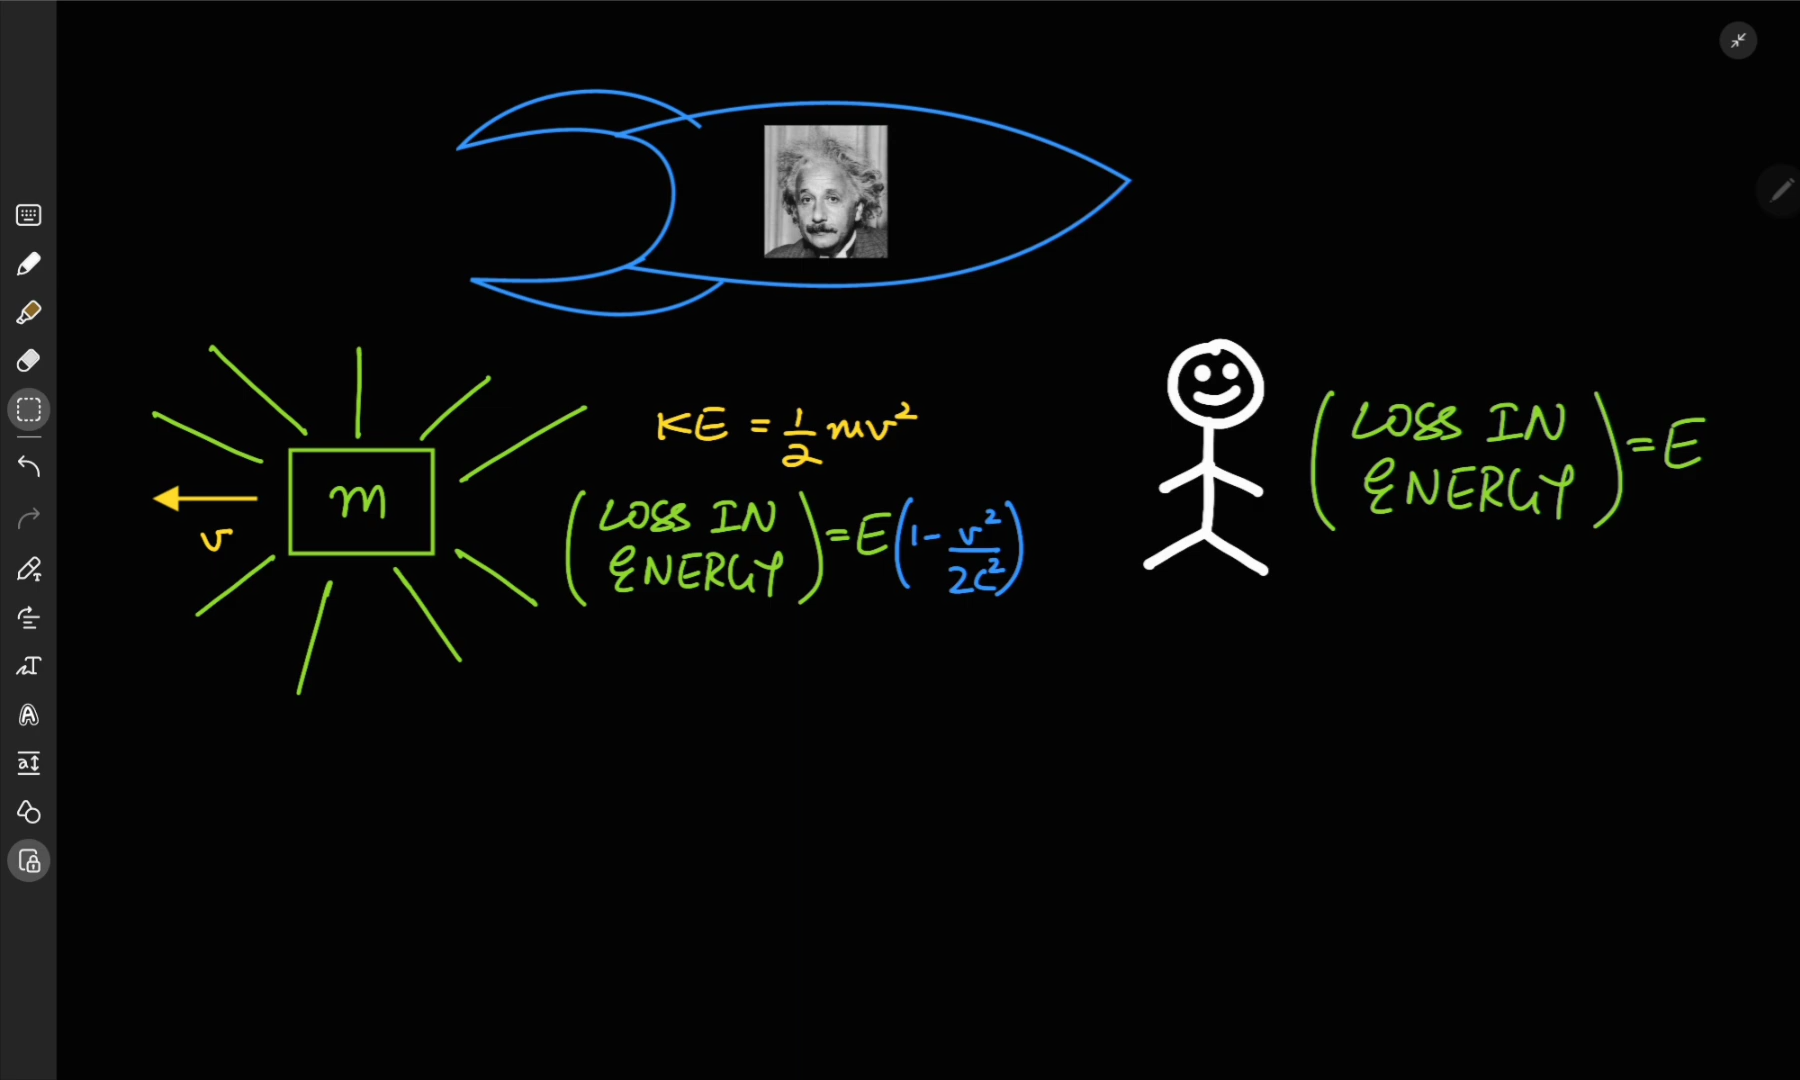 KE = 1/2 mv²
m
v
(LOSS IN
ENERGY) = E(1 - v²/2c²)
(LOSS IN
ENERGY) = E